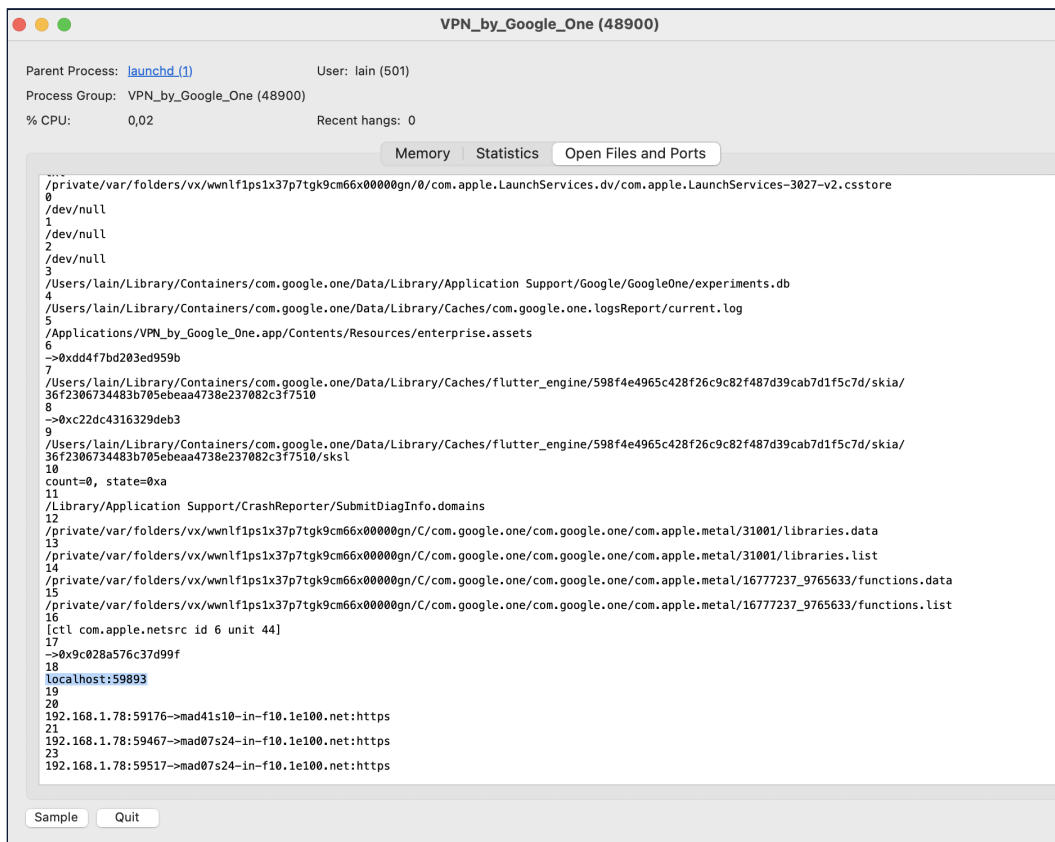 VPN_by_Google_One (48900)
Parent Process: launchd (1) User: lain (501)
Process Group: VPN_by_Google_One (48900)
% CPU: 0,02 Recent hangs: 0
Memory Statistics Open Files and Ports
/private/var/folders/vx/wwnlf1ps1x37p7tgk9cm66x00000gn/0/com.apple.LaunchServices.dv/com.apple.LaunchServices-3027-v2.csstore
0
/dev/null
1
/dev/null
2
/dev/null
3
/Users/lain/Library/Containers/com.google.one/Data/Library/Application Support/Google/GoogleOne/experiments.db
4
/Users/lain/Library/Containers/com.google.one/Data/Library/Caches/com.google.one.logsReport/current.log
5
/Applications/VPN_by_Google_One.app/Contents/Resources/enterprise.assets
6
->0xdd4f7bd203ed959b
7
/Users/lain/Library/Containers/com.google.one/Data/Library/Caches/flutter_engine/598f4e4965c428f26c9c82f487d39cab7d1f5c7d/skia/
36f2306734483b705ebeaa4738e237082c3f7510
8
->0xc22dc4316329deb3
9
/Users/lain/Library/Containers/com.google.one/Data/Library/Caches/flutter_engine/598f4e4965c428f26c9c82f487d39cab7d1f5c7d/skia/
36f2306734483b705ebeaa4738e237082c3f7510/sksl
10
count=0, state=0xa
11
/Library/Application Support/CrashReporter/SubmitDiagInfo.domains
12
/private/var/folders/vx/wwnlf1ps1x37p7tgk9cm66x00000gn/C/com.google.one/com.google.one/com.apple.metal/31001/libraries.data
13
/private/var/folders/vx/wwnlf1ps1x37p7tgk9cm66x00000gn/C/com.google.one/com.google.one/com.apple.metal/31001/libraries.list
14
/private/var/folders/vx/wwnlf1ps1x37p7tgk9cm66x00000gn/C/com.google.one/com.google.one/com.apple.metal/16777237_9765633/functions.data
15
/private/var/folders/vx/wwnlf1ps1x37p7tgk9cm66x00000gn/C/com.google.one/com.google.one/com.apple.metal/16777237_9765633/functions.list
16
[ctl com.apple.netsrc id 6 unit 44]
17
->0x9c028a576c37d99f
18
localhost:59893
19
20
192.168.1.78:59176->mad41s10-in-f10.1e100.net:https
21
192.168.1.78:59467->mad07s24-in-f10.1e100.net:https
23
192.168.1.78:59517->mad07s24-in-f10.1e100.net:https
Sample Quit